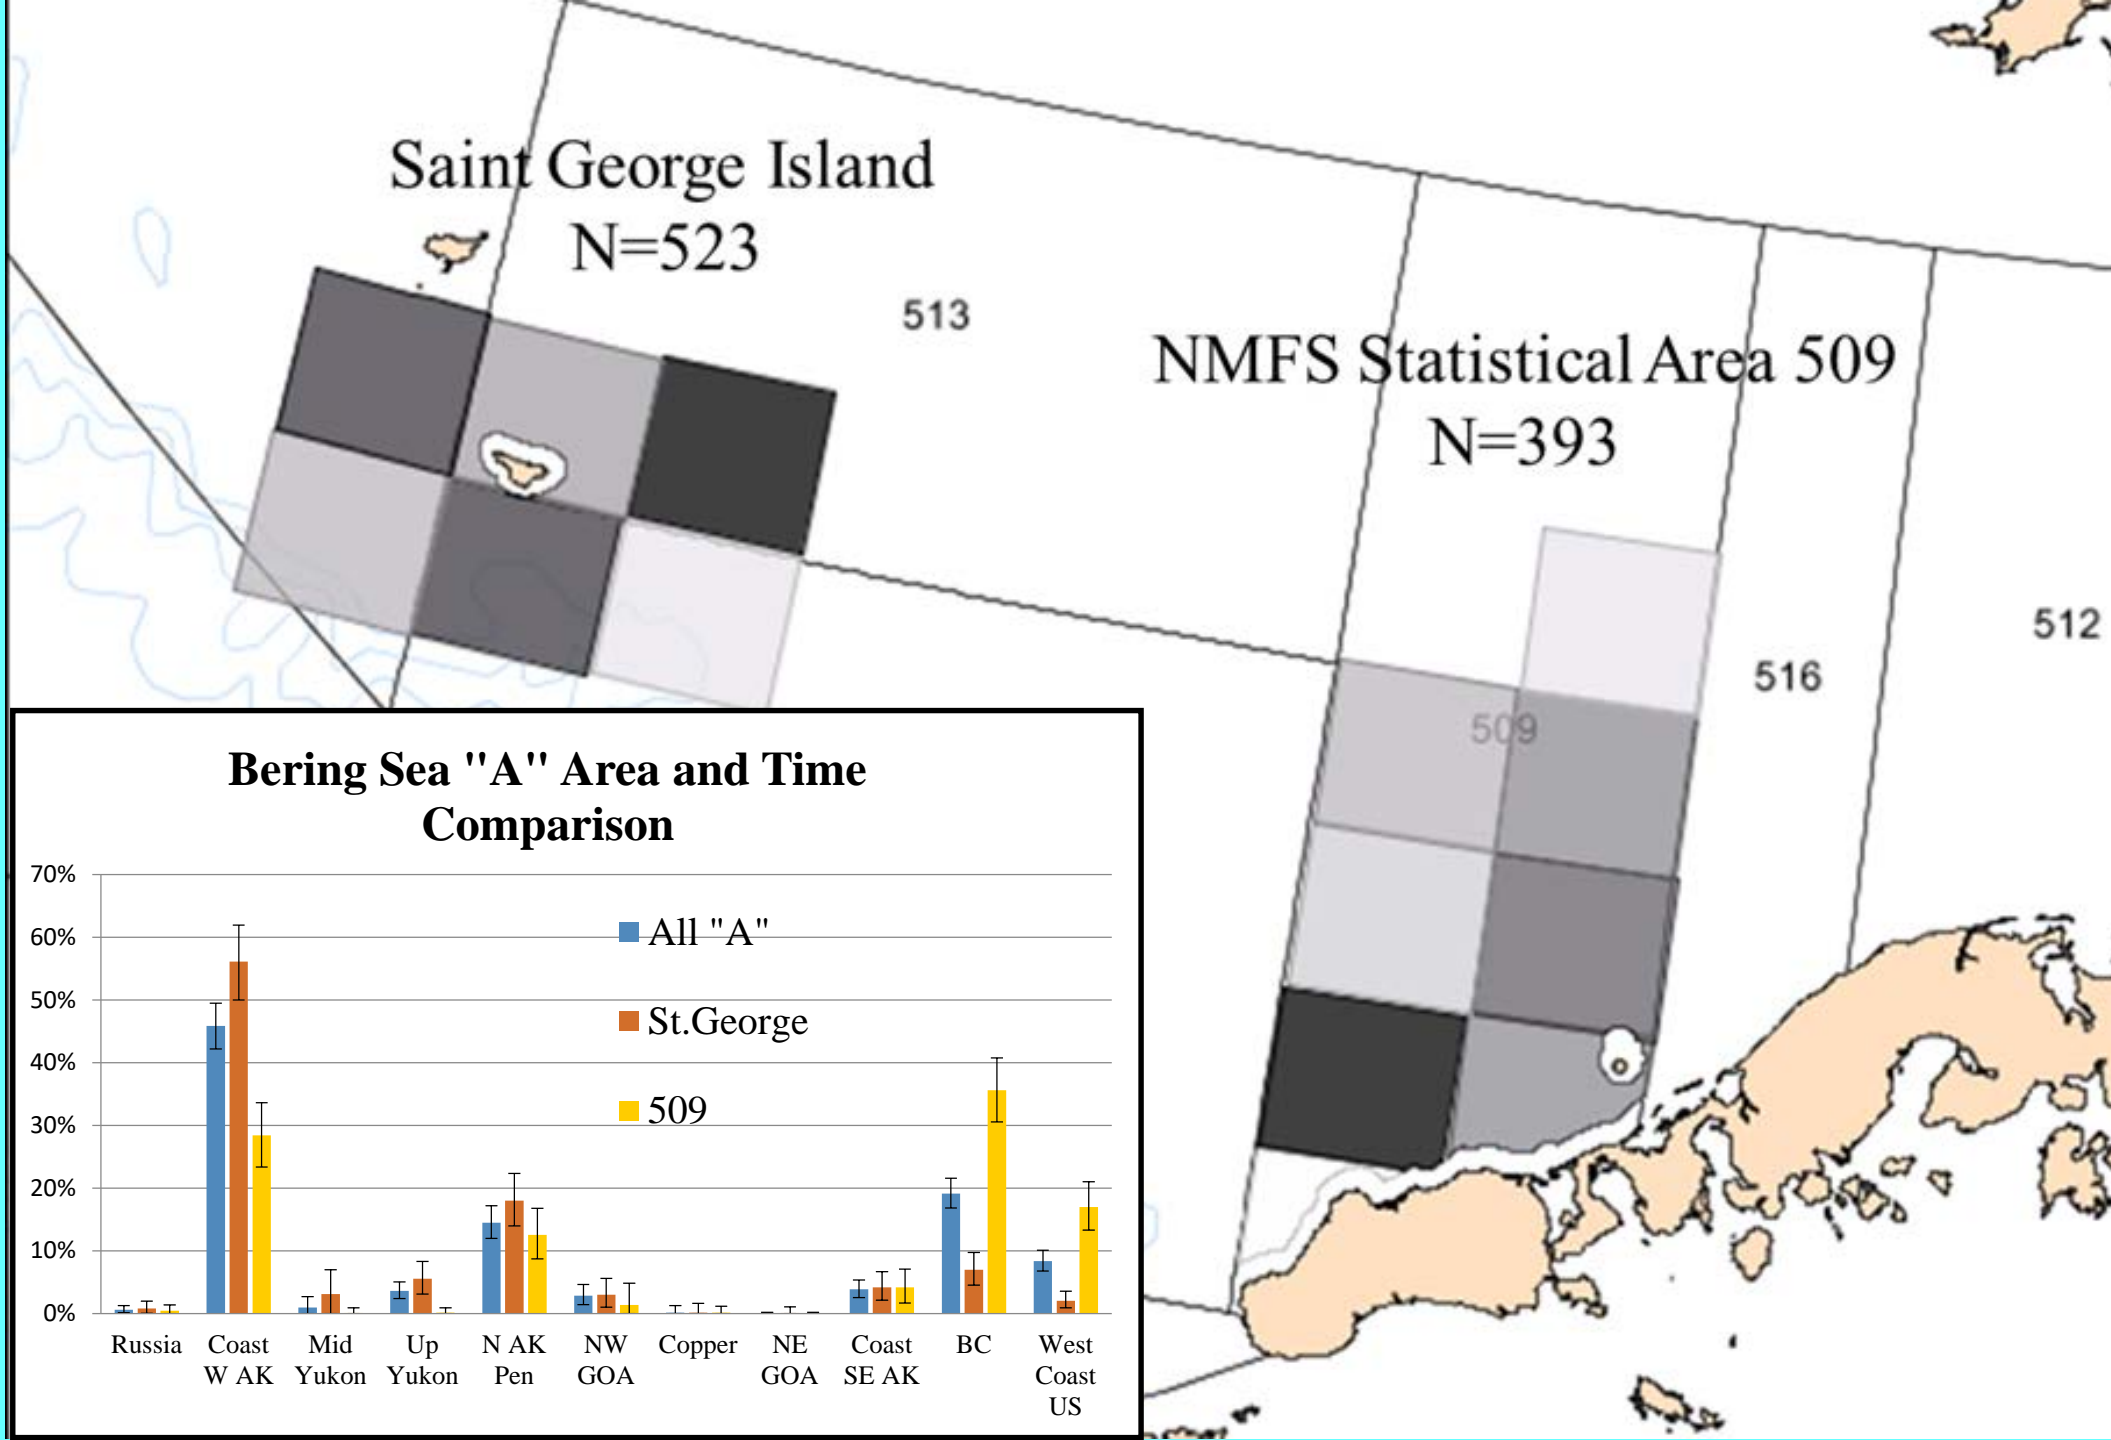 Saint George Island
N=523
513
NMFS Statistical Area 509
N=393
512
516
509
Bering Sea "A" Area and Time
Comparison
70%
60%
50%
40%
30%
20%
10%
0%
All "A"
St.George
509
Russia
Coast
W AK
Mid
Yukon
Up
Yukon
N AK
Pen
NW
GOA
Copper
NE
GOA
Coast
SE AK
BC
West
Coast
US